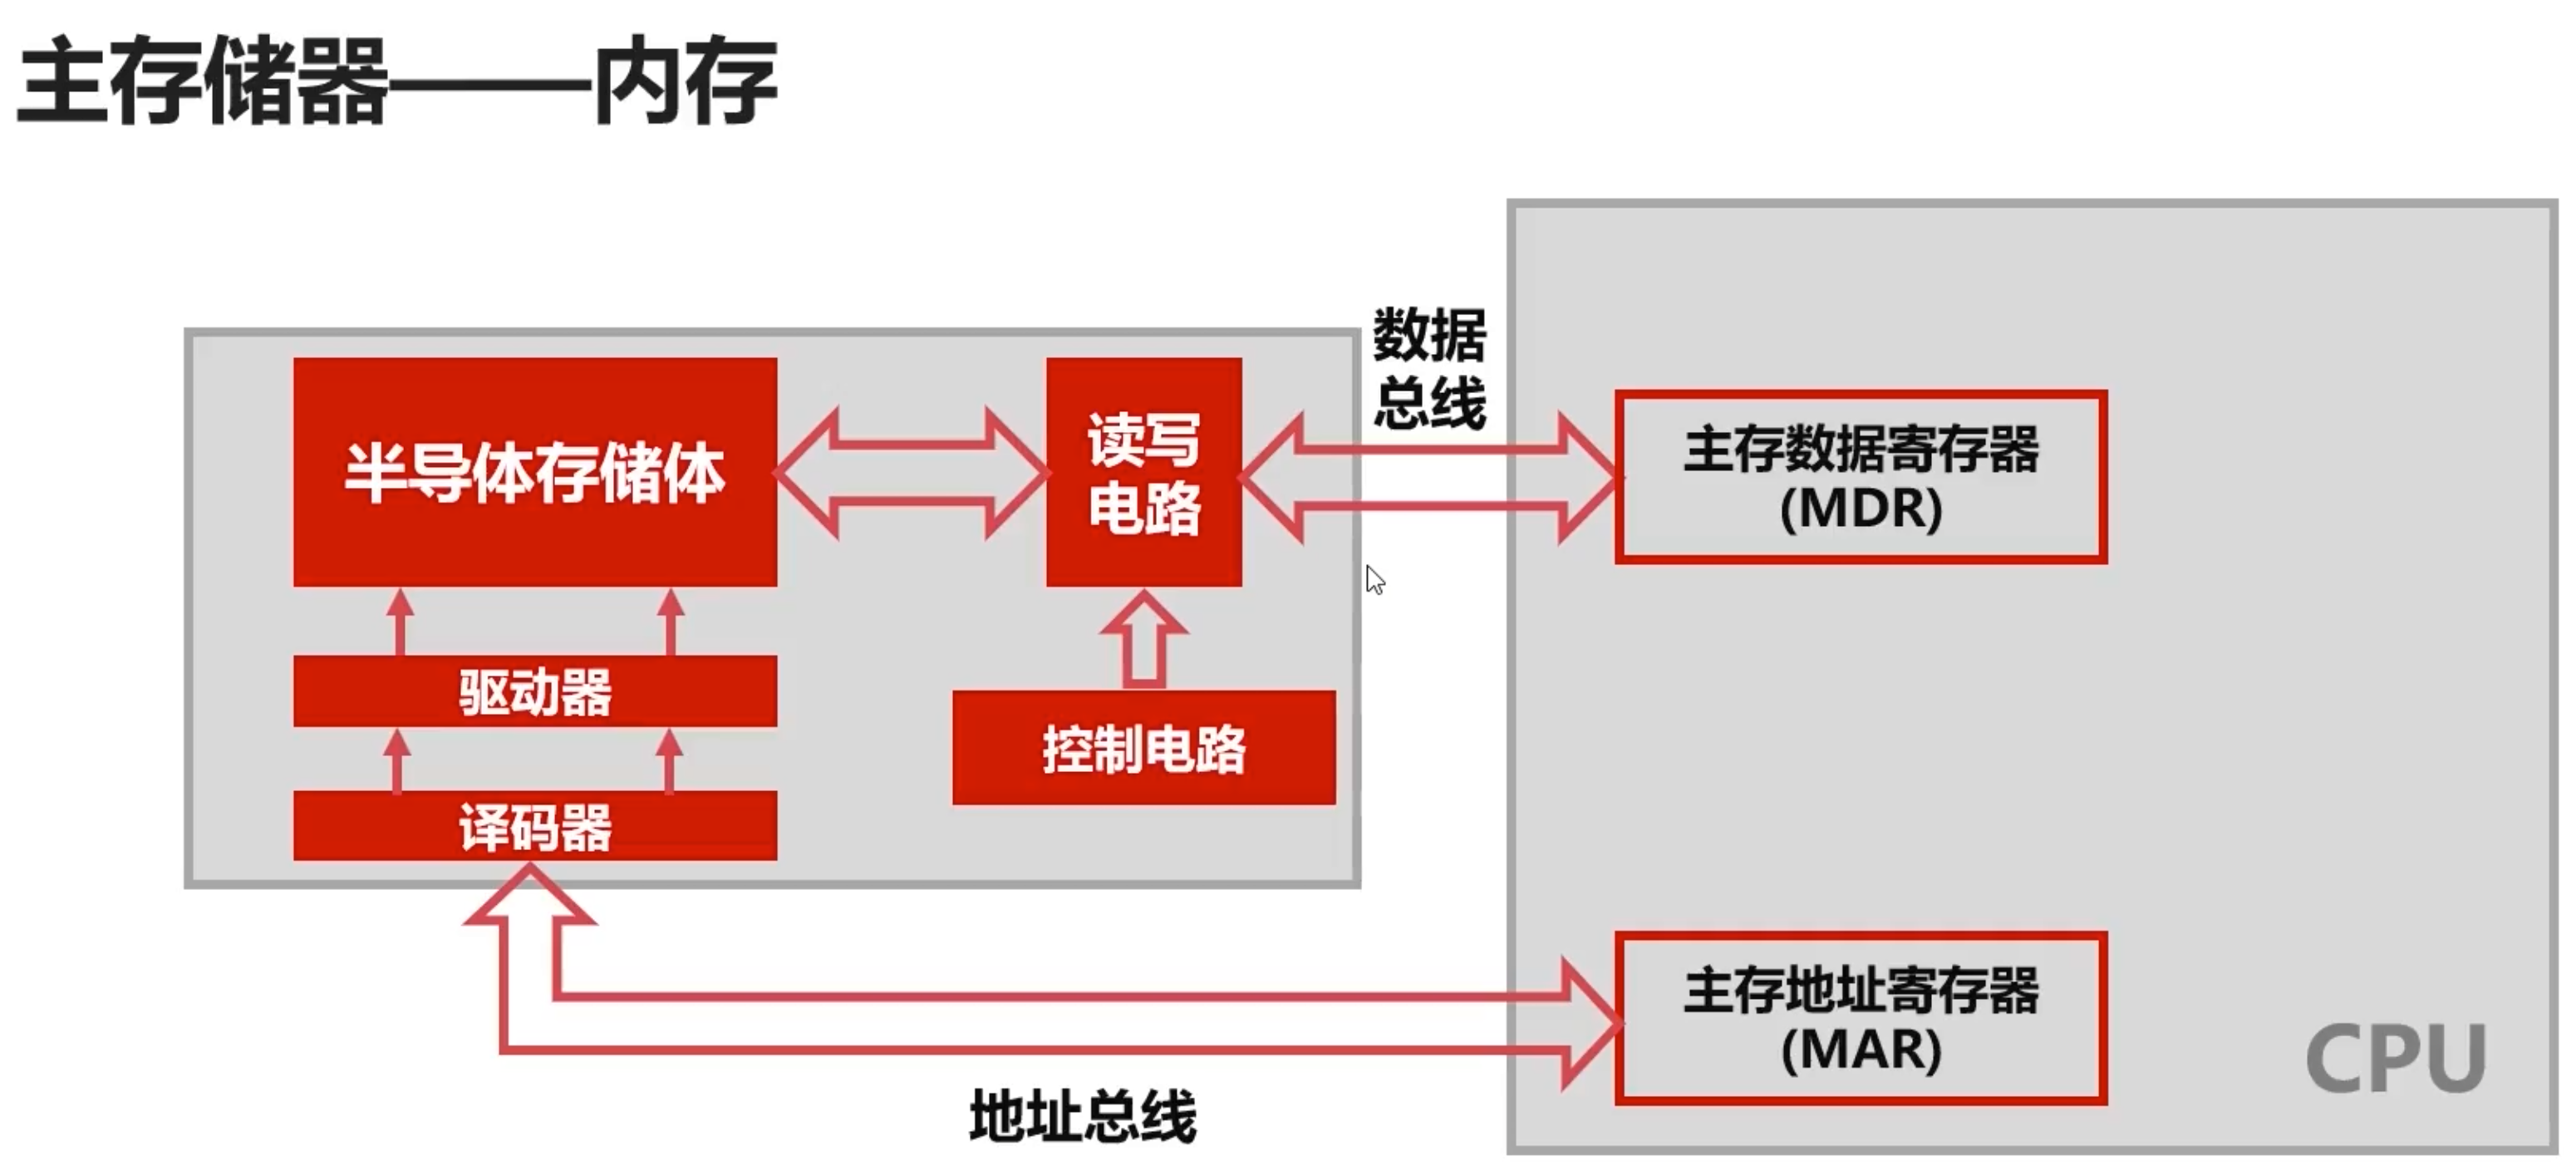 主存储器——内存
数据
总线
半导体存储体
读写
电路
主存数据寄存器
(MDR)
驱动器
控制电路
译码器
主存地址寄存器
(MAR)
CPU
地址总线